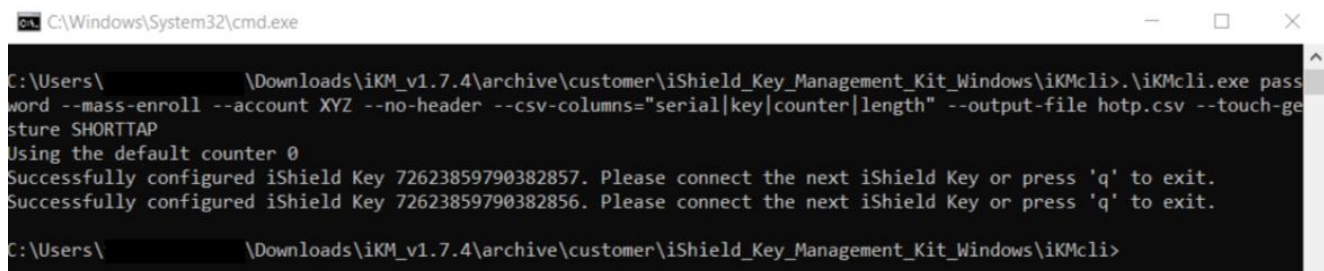 C:\Windows\System32\cmd.exe
C:\Users\ \Downloads\iKM_v1.7.4\archive\customer\iShield_Key_Management_Kit_Windows\iKMcli>.\iKMcli.exe pass
word --mass-enroll --account XYZ --no-header --csv-columns="serial|key|counter|length" --output-file hotp.csv --touch-ge
sture SHORTTAP
Using the default counter 0
Successfully configured iShield Key 72623859790382857. Please connect the next iShield Key or press 'q' to exit.
Successfully configured iShield Key 72623859790382856. Please connect the next iShield Key or press 'q' to exit.
C:\Users\ \Downloads\iKM_v1.7.4\archive\customer\iShield_Key_Management_Kit_Windows\iKMcli>